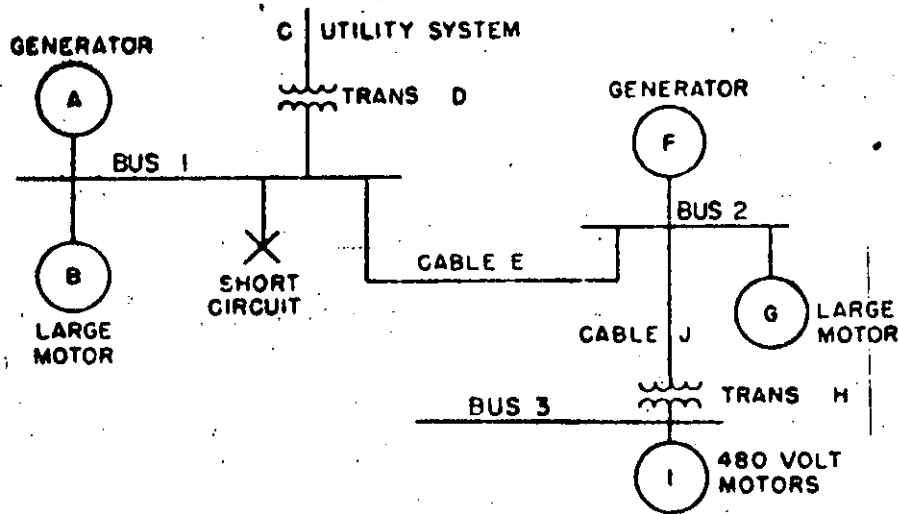 C UTILITY SYSTEM
GENERATOR
A
TRANS D
GENERATOR
F
BUS 1
BUS 2
B
LARGE
MOTOR
SHORT
CIRCUIT
CABLE E
G
LARGE
MOTOR
CABLE J
TRANS H
BUS 3
I
480 VOLT
MOTORS